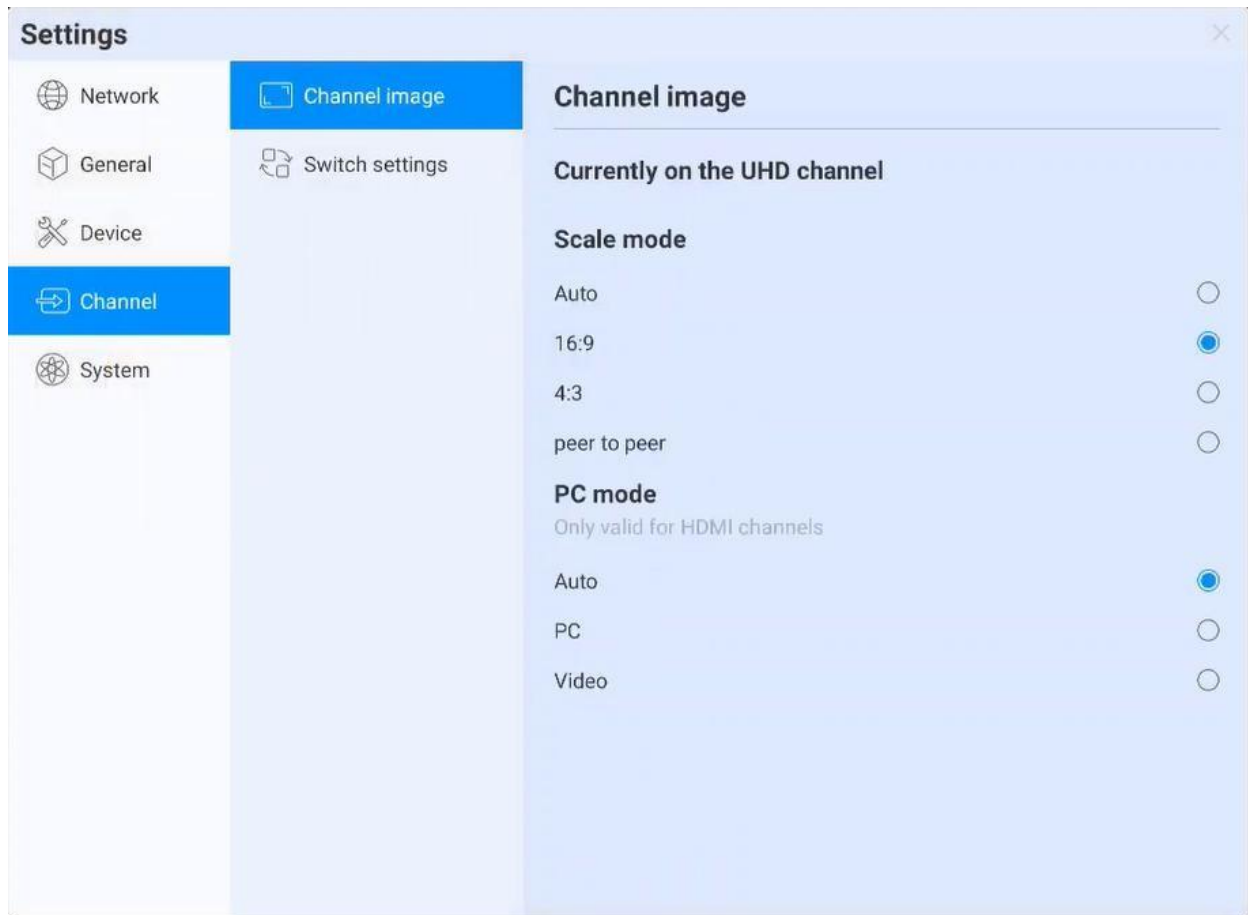 Settings
Network
General
Device
Channel
System
Channel image
Switch settings
Channel image
Currently on the UHD channel
Scale mode
Auto
16:9
4:3
peer to peer
PC mode
Only valid for HDMI channels
Auto
PC
Video